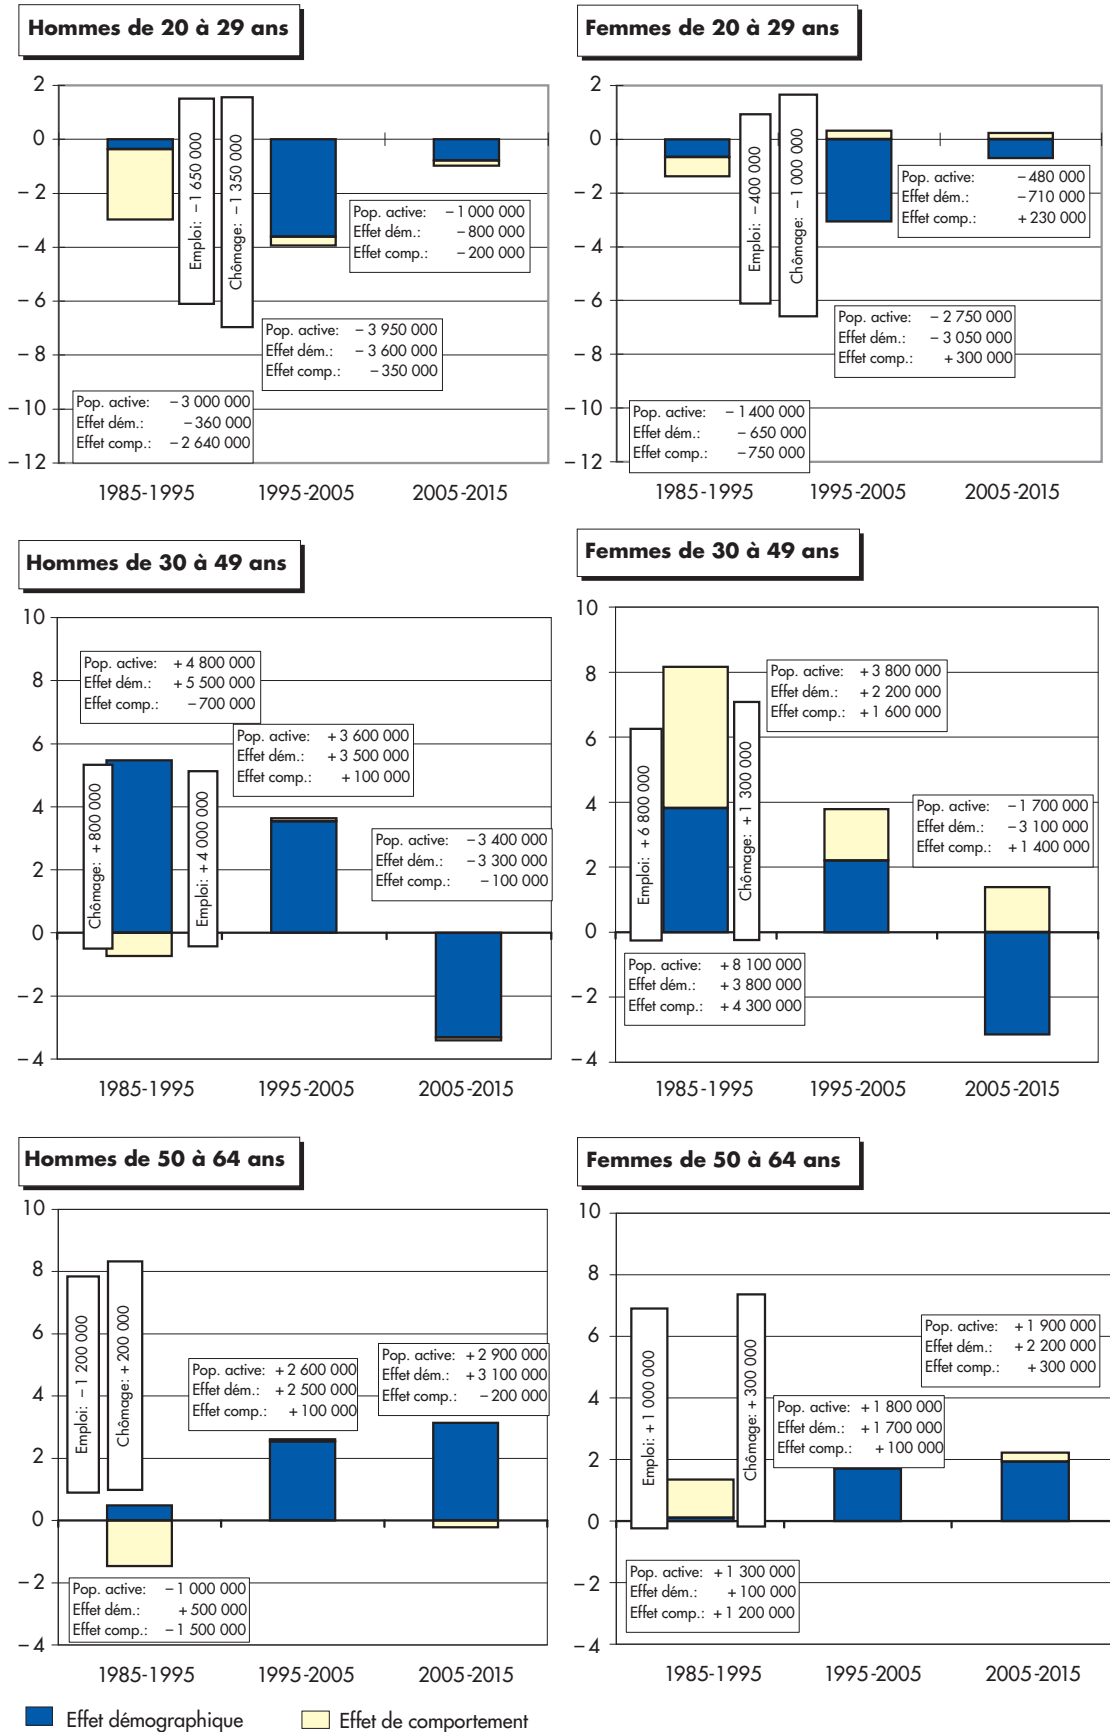 Hommes de 20 à 29 ans
2
0
– 2
– 4
– 6
– 8
– 10
– 12
Emploi: – 1 650 000
Chômage: – 1 350 000
Pop. active: – 1 000 000
Effet dém.: – 800 000
Effet comp.: – 200 000
Pop. active: – 3 950 000
Effet dém.: – 3 600 000
Effet comp.: – 350 000
Pop. active: – 3 000 000
Effet dém.: – 360 000
Effet comp.: – 2 640 000
1985-1995 1995-2005 2005-2015
Femmes de 20 à 29 ans
2
0
– 2
– 4
– 6
– 8
– 10
– 12
Emploi: – 400 000
Chômage: – 1 000 000
Pop. active: – 480 000
Effet dém.: – 710 000
Effet comp.: + 230 000
Pop. active: – 2 750 000
Effet dém.: – 3 050 000
Effet comp.: + 300 000
Pop. active: – 1 400 000
Effet dém.: – 650 000
Effet comp.: – 750 000
1985-1995 1995-2005 2005-2015
Hommes de 30 à 49 ans
10
8
6
4
2
0
– 2
– 4
Pop. active: + 4 800 000
Effet dém.: + 5 500 000
Effet comp.: – 700 000
Pop. active: + 3 600 000
Effet dém.: + 3 500 000
Effet comp.: + 100 000
Chômage: + 800 000
Emploi: + 4 000 000
Pop. active: – 3 400 000
Effet dém.: – 3 300 000
Effet comp.: – 100 000
1985-1995 1995-2005 2005-2015
Femmes de 30 à 49 ans
10
8
6
4
2
0
– 2
– 4
Pop. active: + 3 800 000
Effet dém.: + 2 200 000
Effet comp.: + 1 600 000
Emploi: + 6 800 000
Chômage: + 1 300 000
Pop. active: – 1 700 000
Effet dém.: – 3 100 000
Effet comp.: + 1 400 000
Pop. active: + 8 100 000
Effet dém.: + 3 800 000
Effet comp.: + 4 300 000
1985-1995 1995-2005 2005-2015
Hommes de 50 à 64 ans
10
8
6
4
2
0
– 2
– 4
Emploi: – 1 200 000
Chômage: + 200 000
Pop. active: + 2 600 000
Effet dém.: + 2 500 000
Effet comp.: + 100 000
Pop. active: + 2 900 000
Effet dém.: + 3 100 000
Effet comp.: – 200 000
Pop. active: – 1 000 000
Effet dém.: + 500 000
Effet comp.: – 1 500 000
1985-1995 1995-2005 2005-2015
Femmes de 50 à 64 ans
10
8
6
4
2
0
– 2
– 4
Emploi: + 1 000 000
Chômage: + 300 000
Pop. active: + 1 900 000
Effet dém.: + 2 200 000
Effet comp.: + 300 000
Pop. active: + 1 800 000
Effet dém.: + 1 700 000
Effet comp.: + 100 000
Pop. active: + 1 300 000
Effet dém.: + 100 000
Effet comp.: + 1 200 000
1985-1995 1995-2005 2005-2015
Effet démographique Effet de comportement